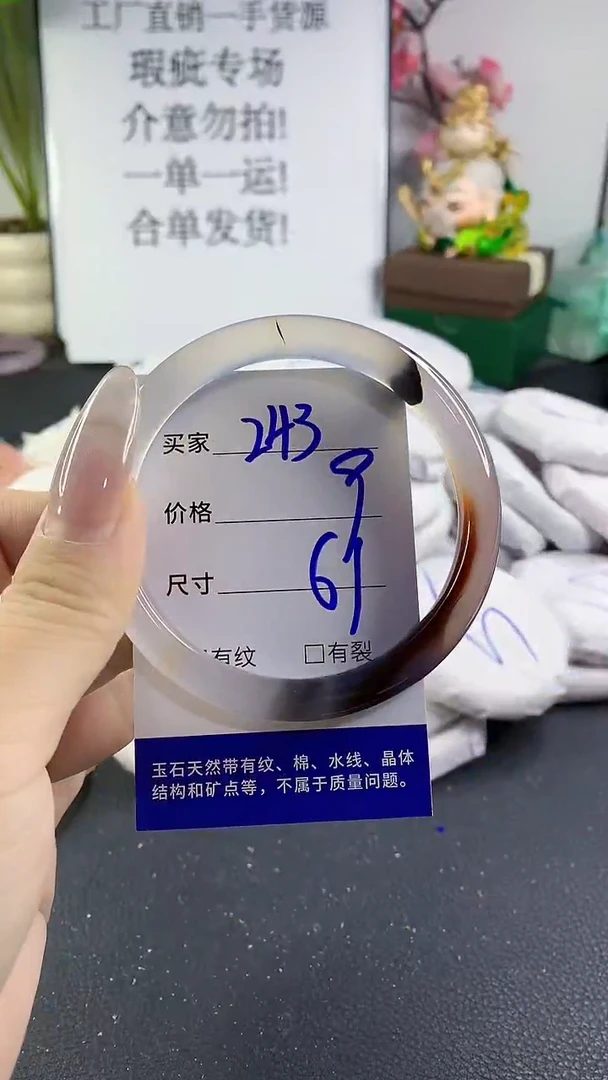 工厂直销一手货源
瑕疵专场
介意勿拍!
一单一运!
合单发货!
买家 243
价格
尺寸 61
有纹 □有裂
玉石天然带有纹、棉、水线、晶体
结构和矿点等，不属于质量问题。